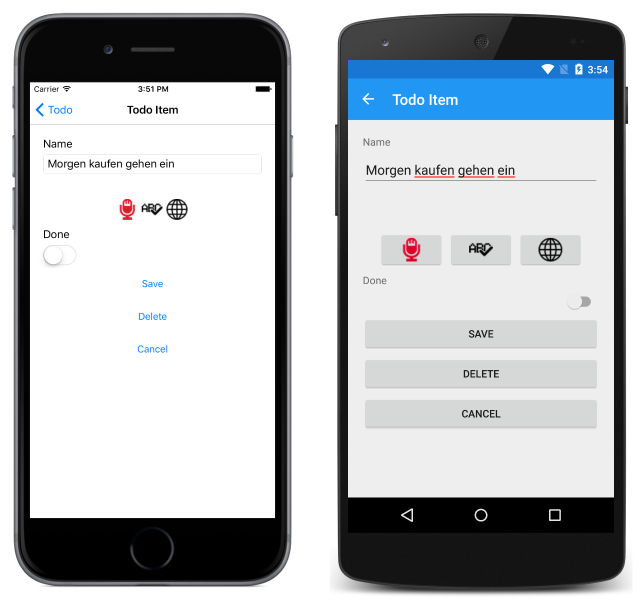 Carrier 3:51 PM
Todo Todo Item
Name
Morgen kaufen gehen ein
ABC
Done
Save
Delete
Cancel
3:54
Todo Item
Name
Morgen kaufen gehen ein
ABC
Done
SAVE
DELETE
CANCEL